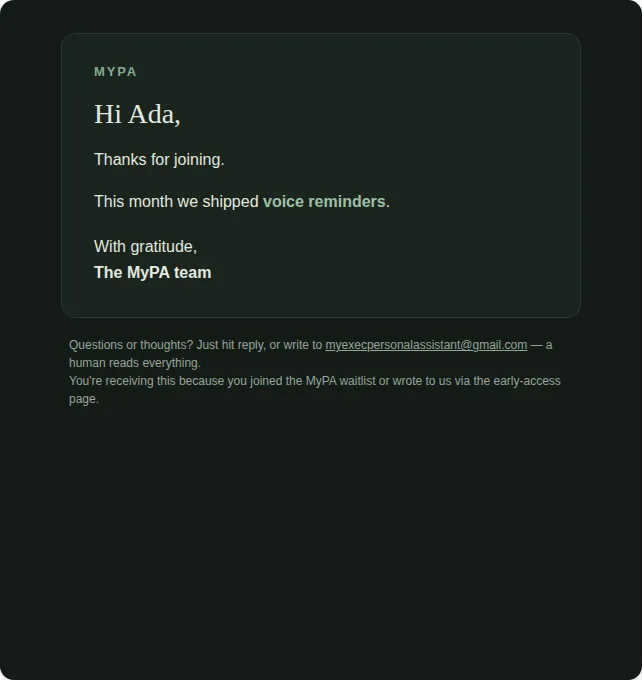 MYPA
Hi Ada,
Thanks for joining.
This month we shipped voice reminders.
With gratitude,
The MyPA team
Questions or thoughts? Just hit reply, or write to myexecpersonalassistant@gmail.com — a
human reads everything.
You're receiving this because you joined the MyPA waitlist or wrote to us via the early-access
page.